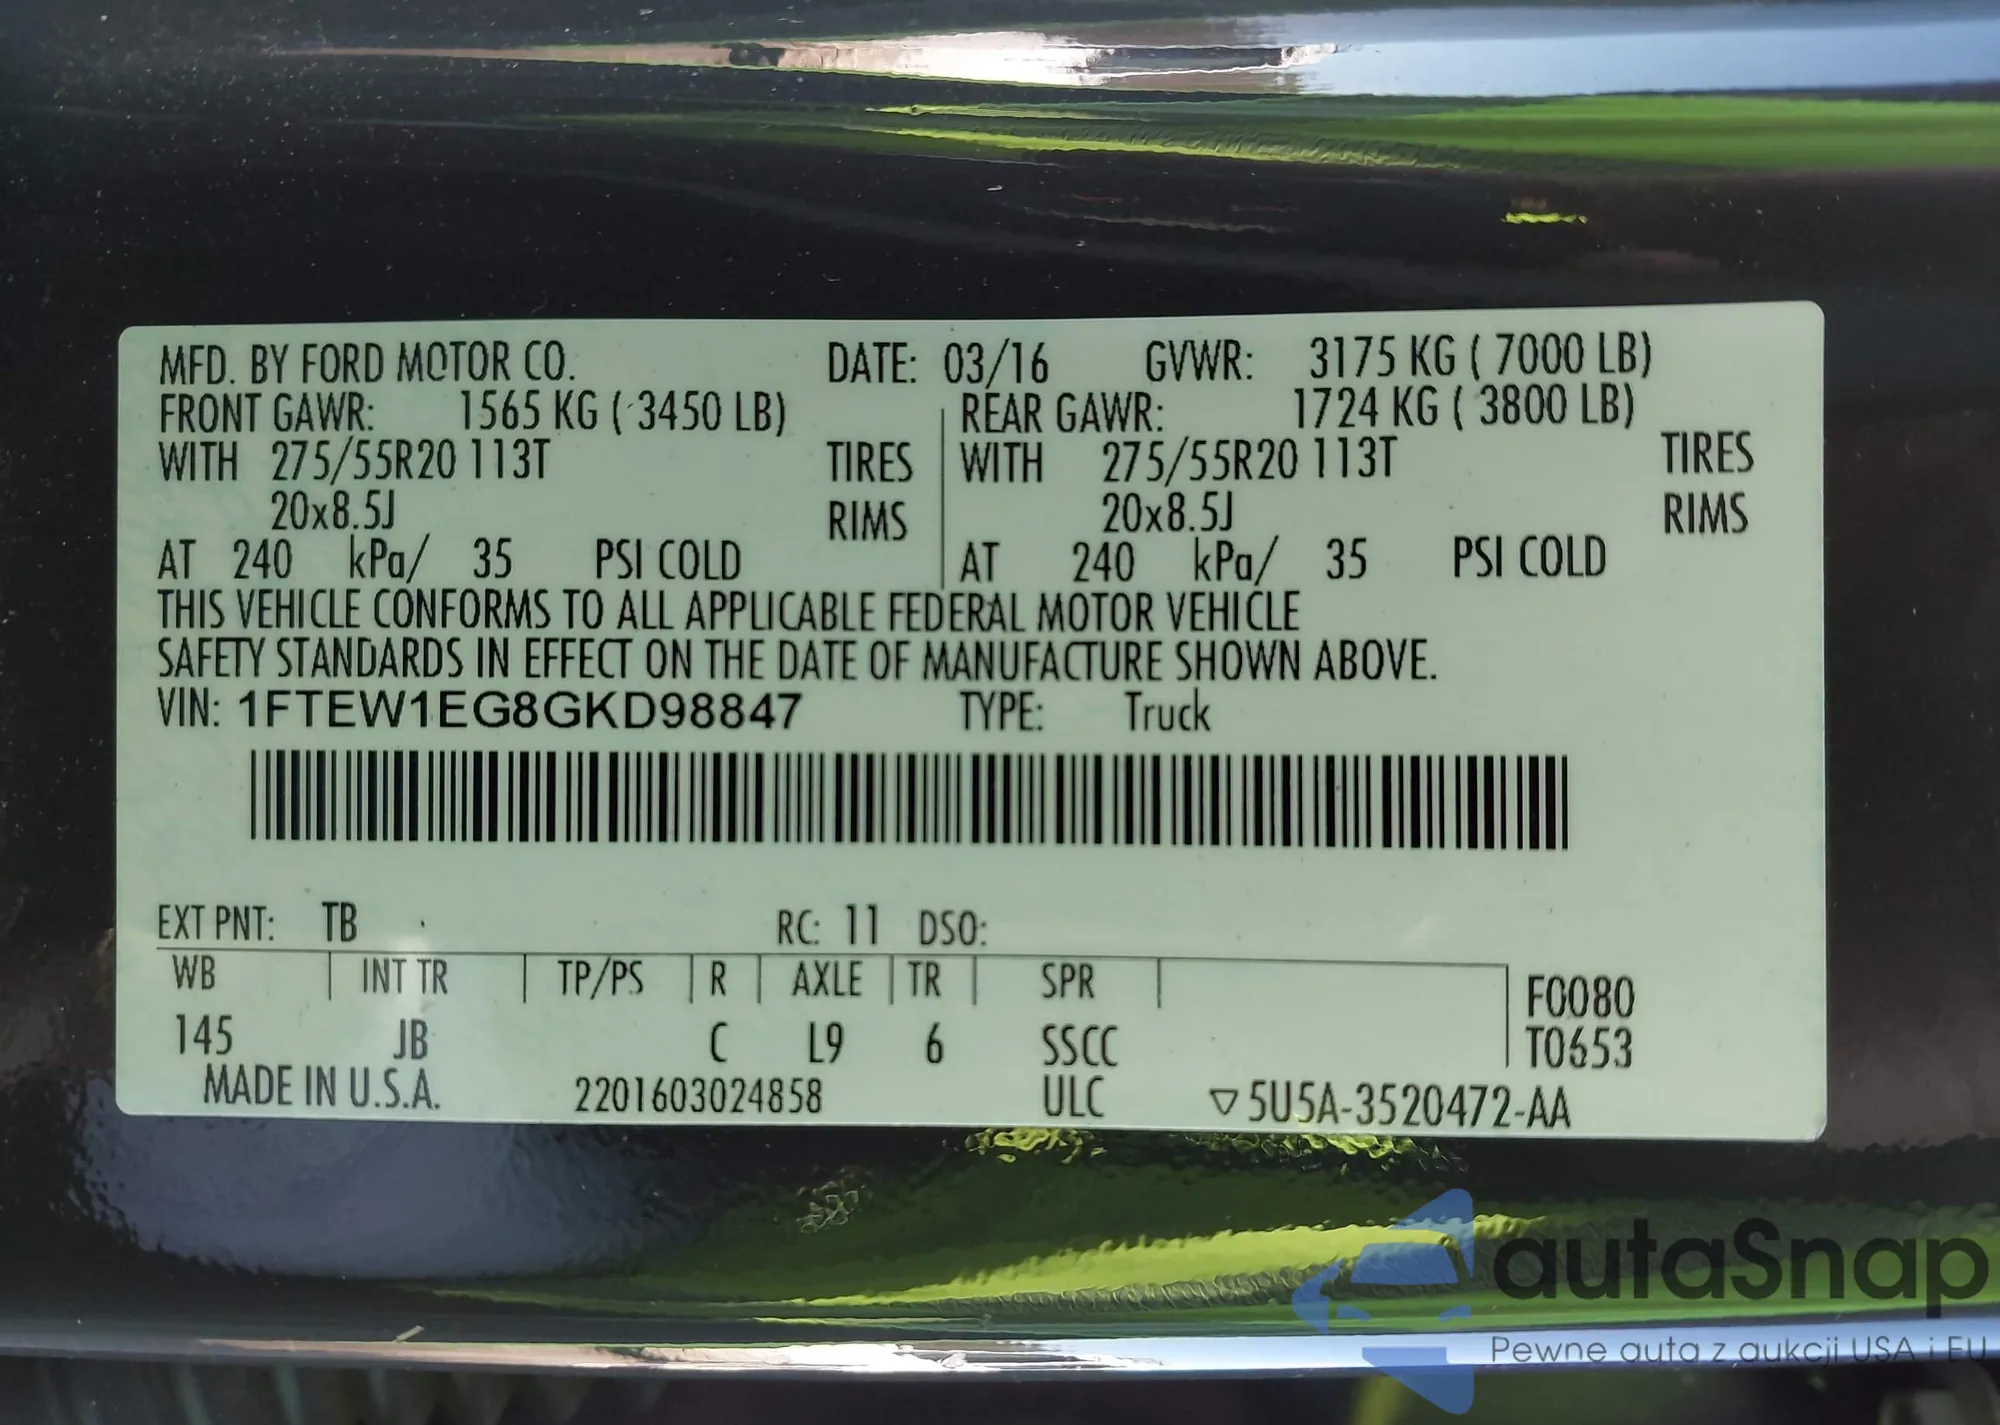 MFD. BY FORD MOTOR CO. DATE: 03/16 GVWR: 3175 KG ( 7000 LB)
FRONT GAWR: 1565 KG ( 3450 LB) REAR GAWR: 1724 KG ( 3800 LB)
WITH 275/55R20 113T TIRES WITH 275/55R20 113T TIRES
20x8.5J RIMS 20x8.5J RIMS
AT 240 kPa/ 35 PSI COLD AT 240 kPa/ 35 PSI COLD
THIS VEHICLE CONFORMS TO ALL APPLICABLE FEDERAL MOTOR VEHICLE
SAFETY STANDARDS IN EFFECT ON THE DATE OF MANUFACTURE SHOWN ABOVE.
VIN: 1FTEW1EG8GKD98847 TYPE: Truck
EXT PNT: TB RC: 11 DSO:
WB INT TR TP/PS R AXLE TR SPR F0080
145 JB C L9 6 SSCC T0653
MADE IN U.S.A. 2201603024858 ULC ▽5U5A-3520472-AA
autaSnap
Pewne auta z aukcji USA i EU